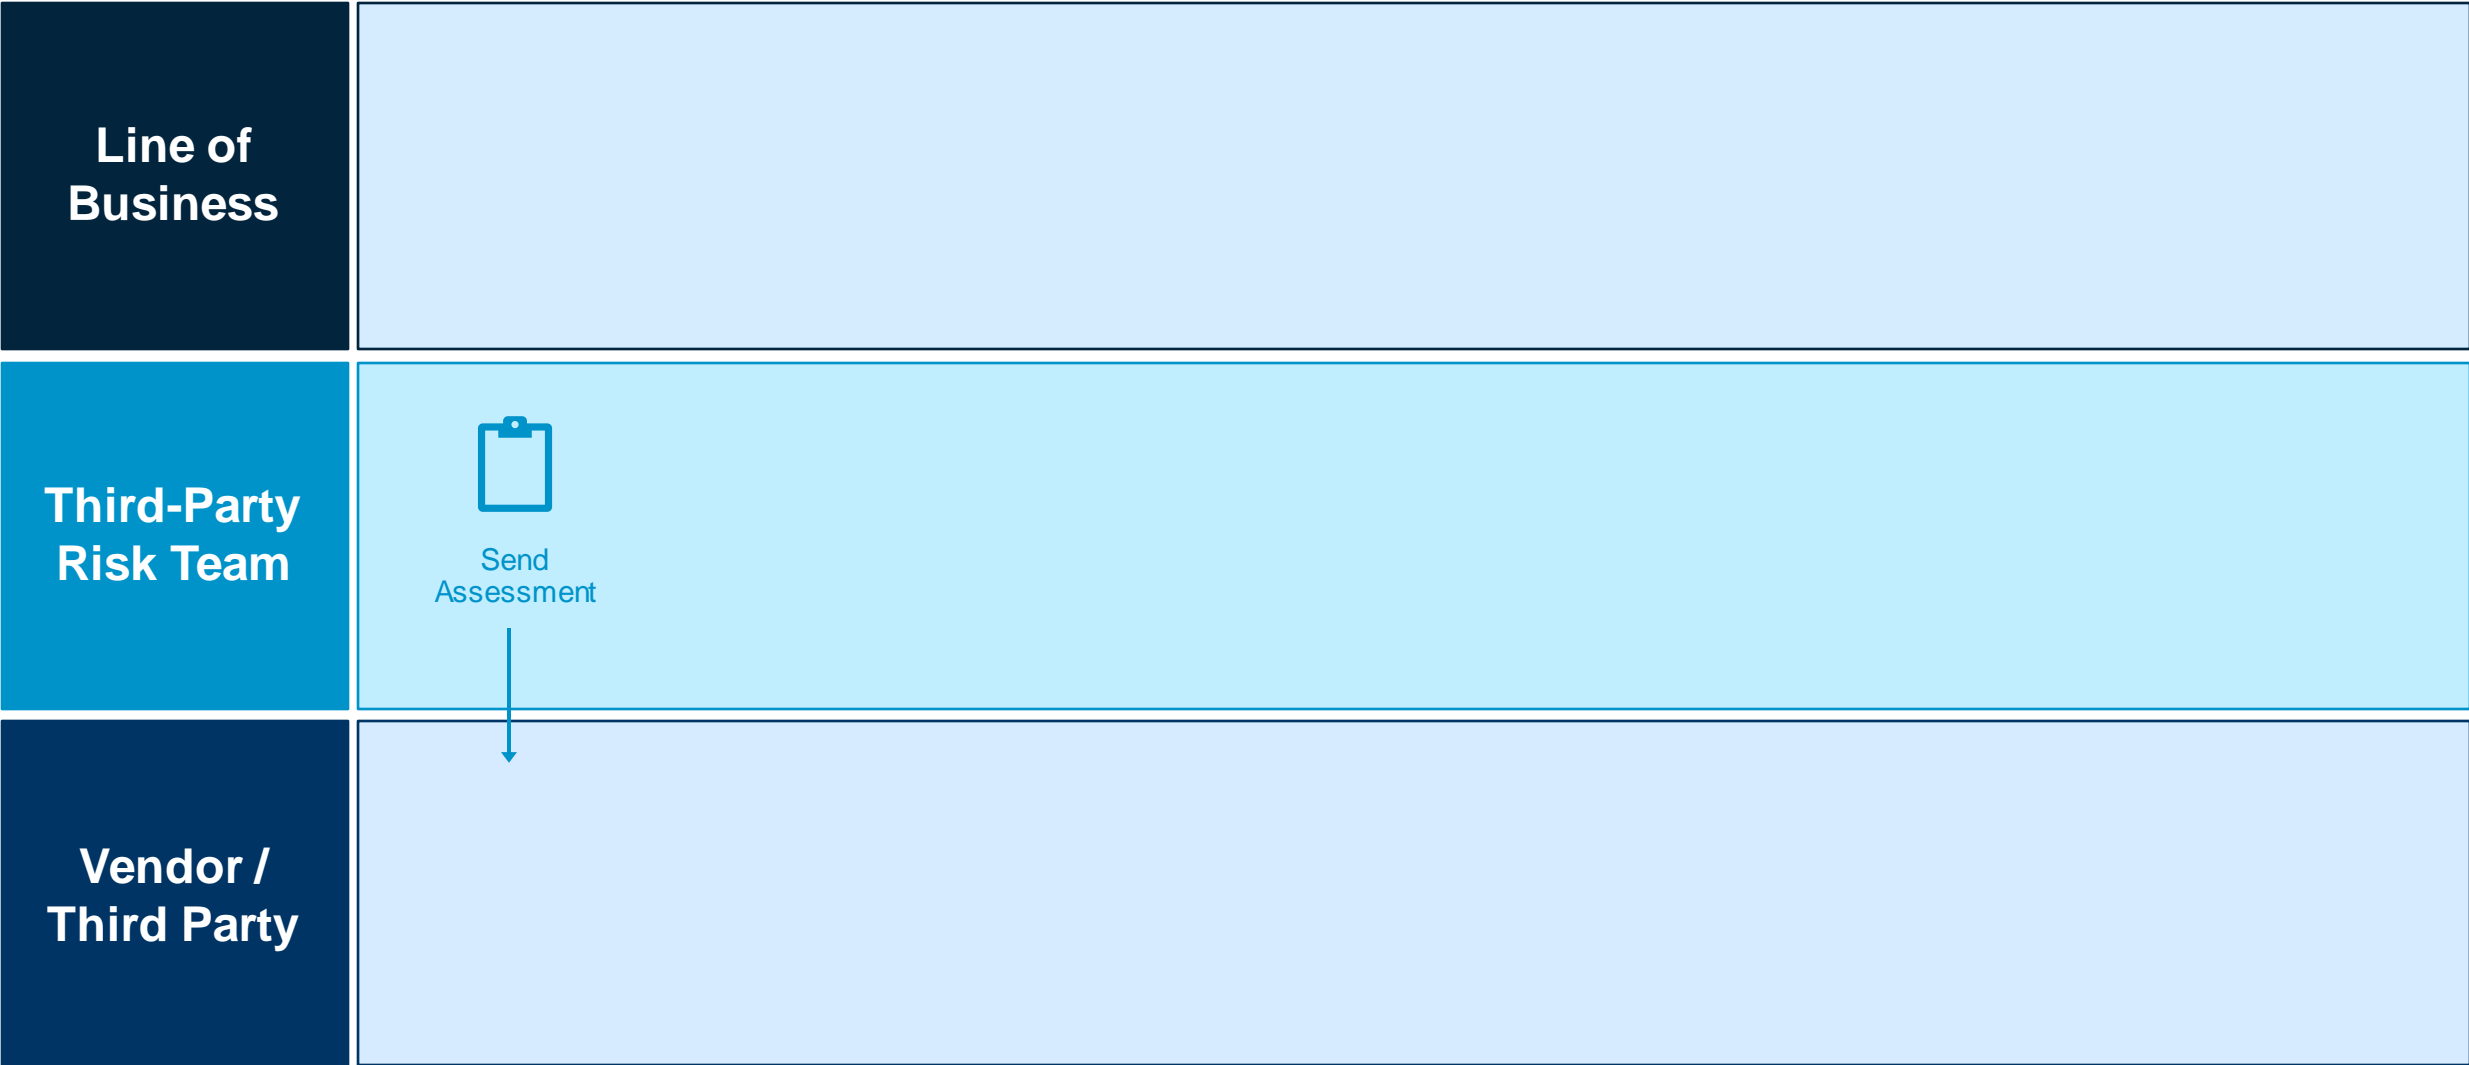 Line of
Business
Third-Party
Risk Team
Send
Assessment
Vendor /
Third Party